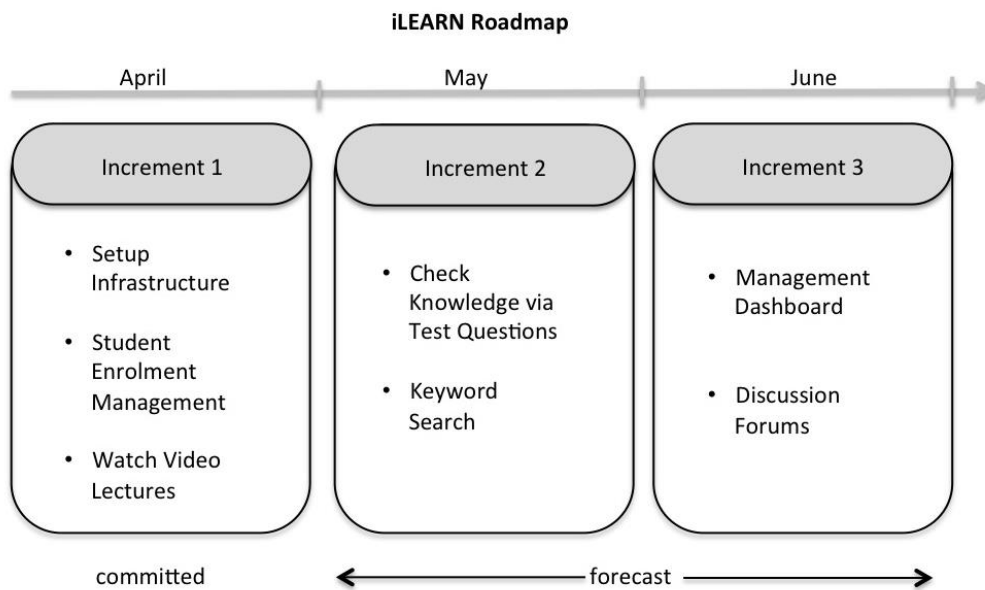 iLEARN Roadmap
April
May
June
Increment 1
• Setup
Infrastructure
• Student
Enrolment
Management
• Watch Video
Lectures
Increment 2
• Check
Knowledge via
Test Questions
• Keyword
Search
Increment 3
• Management
Dashboard
• Discussion
Forums
committed
forecast